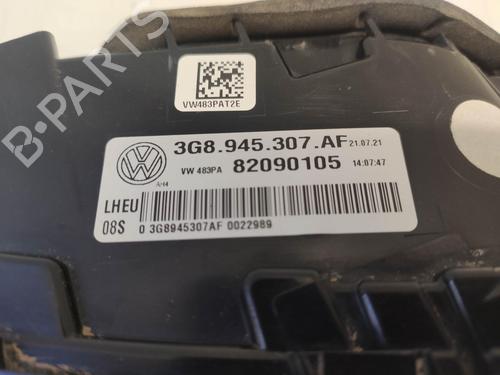 B-PARTS
VW483PAT2E
3G8.945.307.AF 21.07.21
VW 483PA 82090105 14:07:47
AH4
LHEU
08S 0 3G8945307AF 0022989